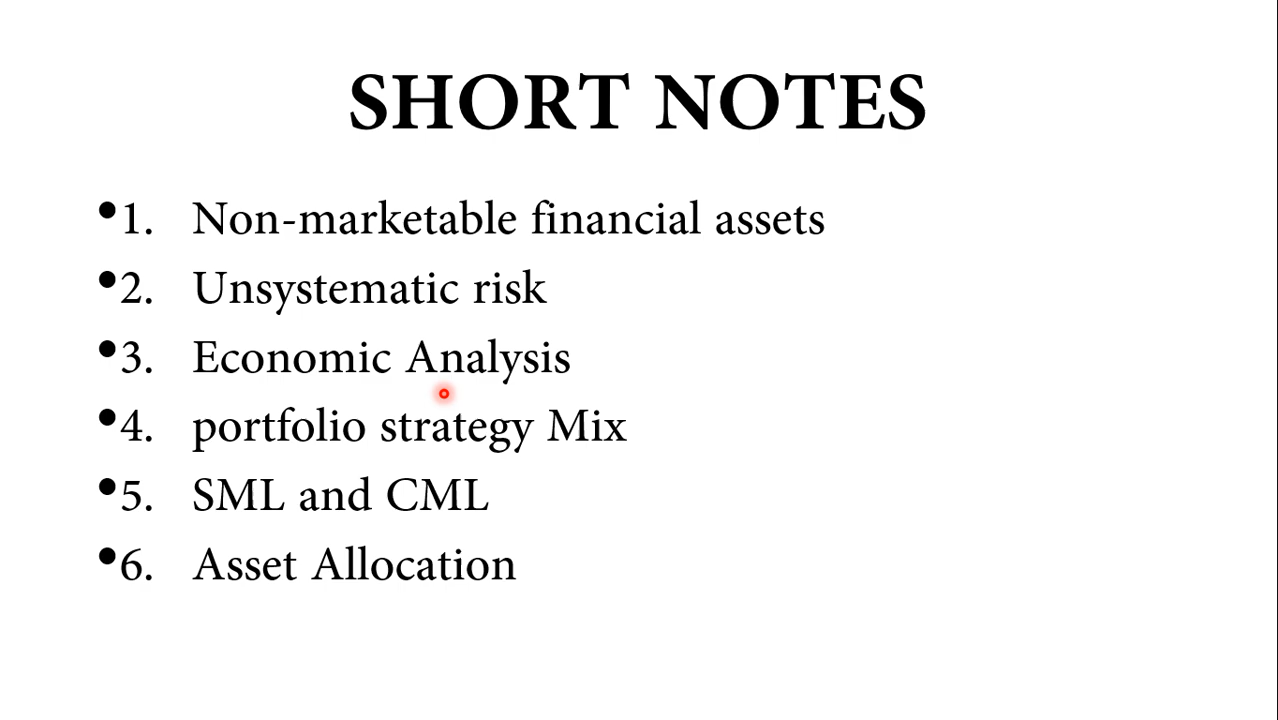 SHORT NOTES
•1. Non-marketable financial assets
•2. Unsystematic risk
•3. Economic Analysis
•4. portfolio strategy Mix
•5. SML and CML
•6. Asset Allocation